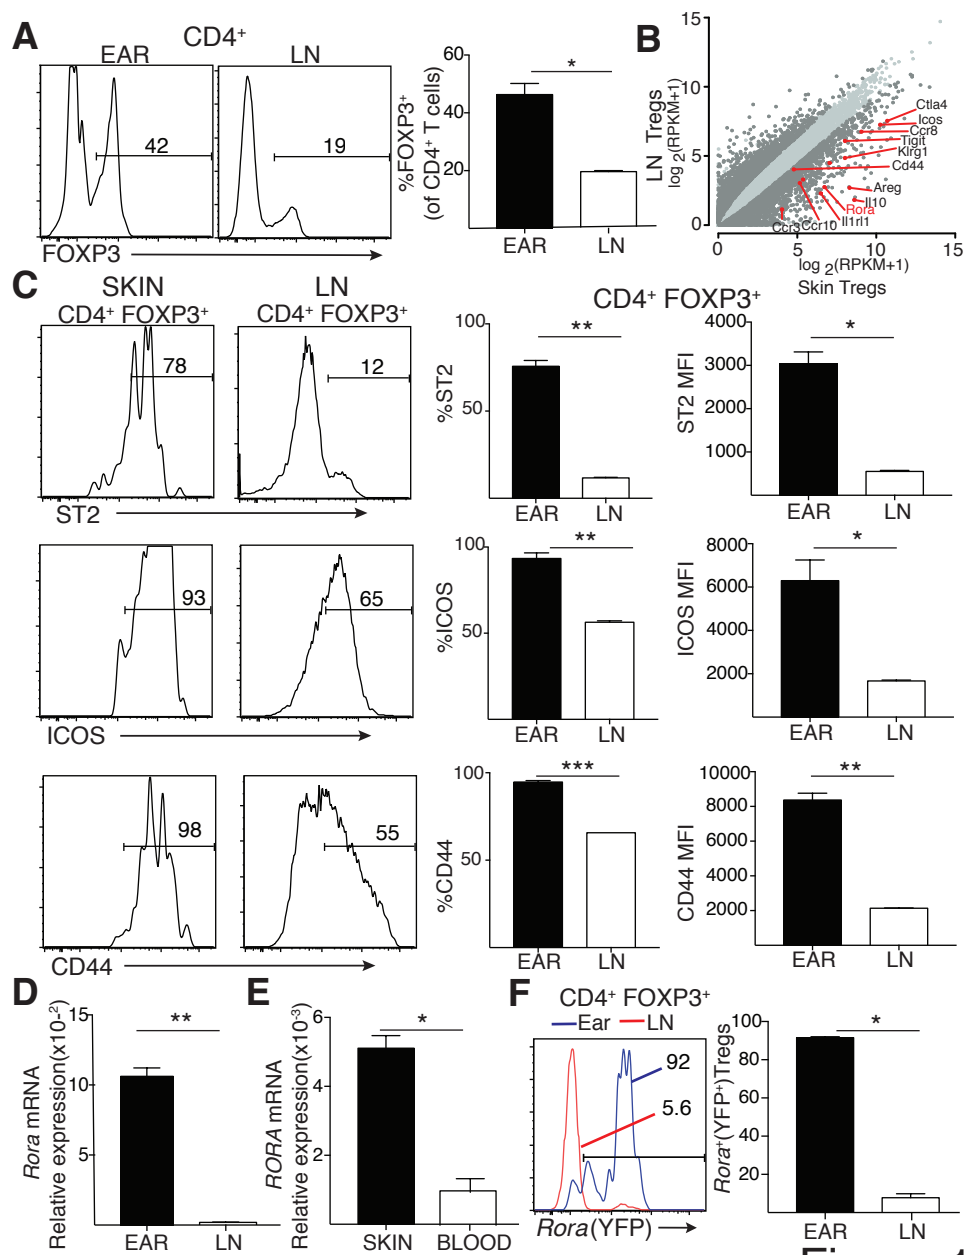 A
CD4+
EAR
LN
42
19
FOXP3
%FOXP3+
(of CD4+ T cells)
60
40
20
*
EAR
LN
B
15
10
5
0
LN Tregs
log 2(RPKM+1)
Ctla4
Icos
Ccr8
Tigit
Klrg1
Cd44
Areg
Il10
Rora
Il1rl1
Ccr3
Ccr10
0
5
10
15
log 2(RPKM+1)
Skin Tregs
C
SKIN
LN
CD4+ FOXP3+
CD4+ FOXP3+
CD4+ FOXP3+
78
12
ST2
%ST2
100
50
**
EAR
LN
ST2 MFI
4000
3000
2000
1000
*
EAR
LN
93
65
ICOS
%ICOS
100
50
**
EAR
LN
ICOS MFI
8000
6000
4000
2000
*
EAR
LN
98
55
CD44
%CD44
100
50
***
EAR
LN
CD44 MFI
10000
8000
6000
4000
2000
**
EAR
LN
D
Rora mRNA
Relative expression(x10-2)
15
10
5
**
EAR
LN
E
RORA mRNA
Relative expression(x10-3)
6
4
2
*
SKIN
BLOOD
F
CD4+ FOXP3+
Ear
LN
92
5.6
Rora(YFP)
Rora+(YFP+)Tregs
100
80
60
40
20
*
EAR
LN